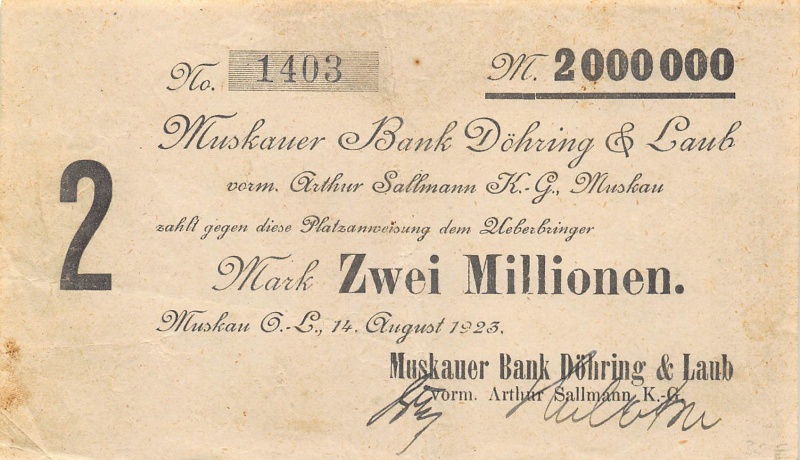 No. 1403 M. 2000000
Muskauer Bank Döhring & Laub
vorm. Arthur Sallmann K.-G., Muskau
zahlt gegen diese Platzanweisung dem Ueberbringer
2
Mark Zwei Millionen.
Muskau O.-L., 14. August 1923.
Muskauer Bank Döhring & Laub
vorm. Arthur Sallmann K.-G.